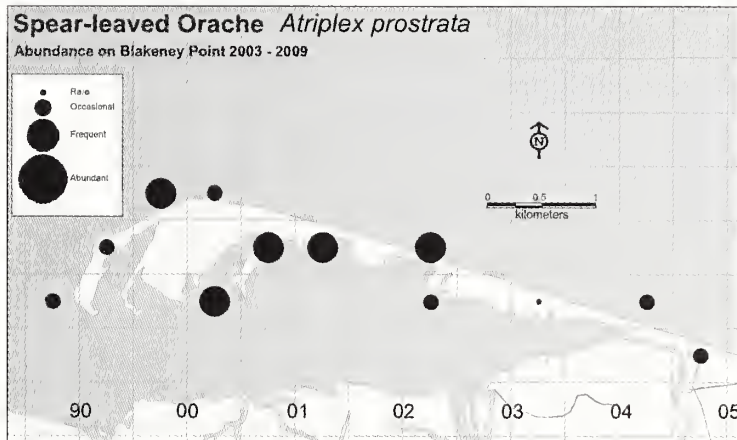 Spear-leaved Orache Atriplex prostrata
Abundance on Blakeney Point 2003 - 2009
Rare
Occasional
Frequent
Abundant
N
0 0.5 1
kilometers
90 00 01 02 03 04 05